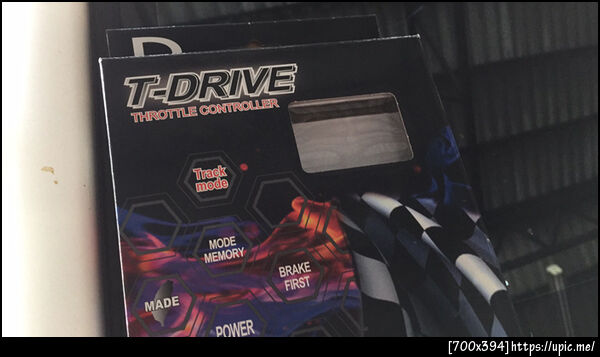 T-DRIVE
THROTTLE CONTROLLER
Track
mode
MODE
MEMORY
BRAKE
FIRST
MADE
POWER
[700x394]https://upic.me/